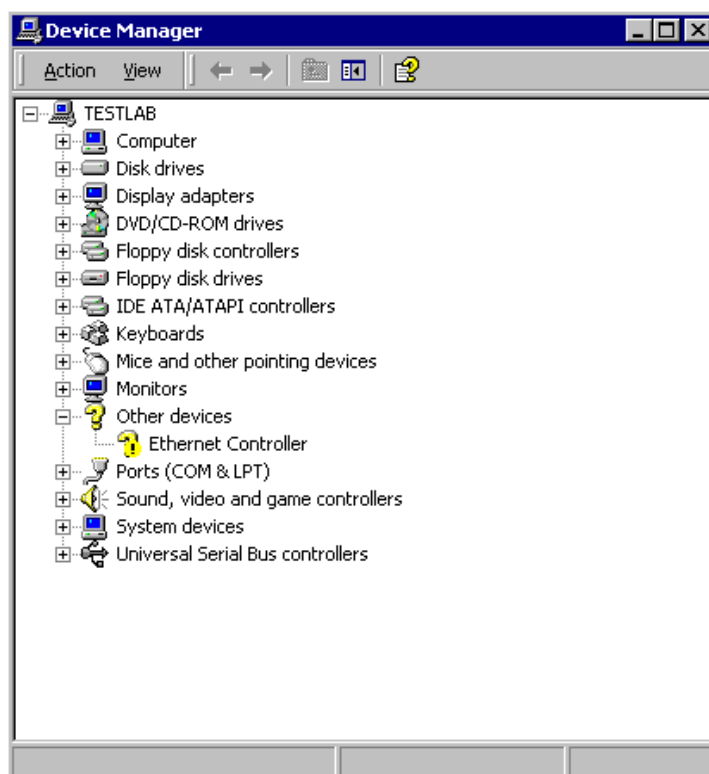 Device Manager
Action View
TESTLAB
Computer
Disk drives
Display adapters
DVD/CD-ROM drives
Floppy disk controllers
Floppy disk drives
IDE ATA/ATAPI controllers
Keyboards
Mice and other pointing devices
Monitors
Other devices
Ethernet Controller
Ports (COM & LPT)
Sound, video and game controllers
System devices
Universal Serial Bus controllers